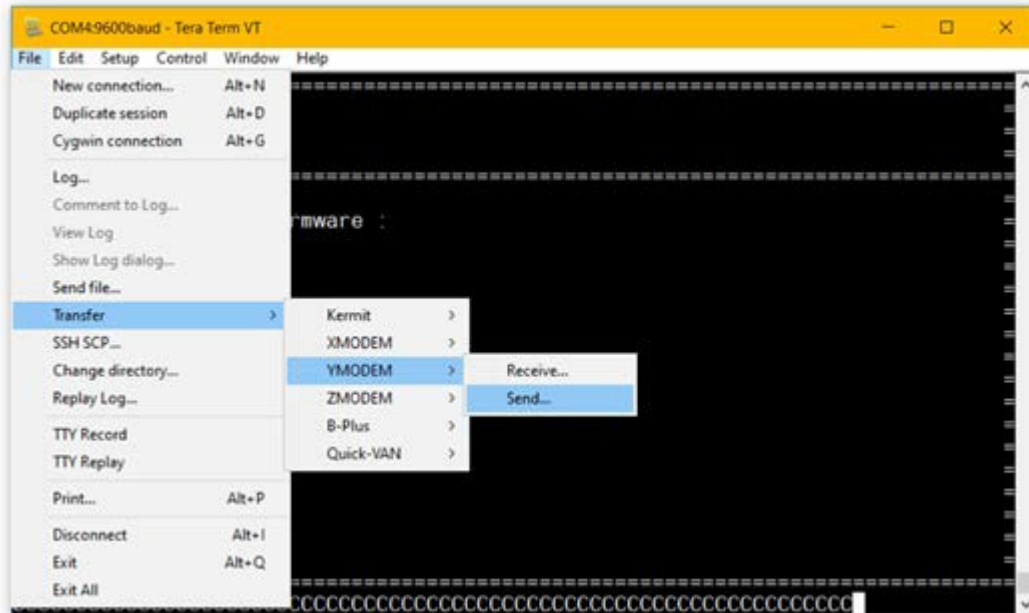 COM4:9600baud - Tera Term VT
File Edit Setup Control Window Help
New connection... Alt+N
Duplicate session Alt+D
Cygwin connection Alt+G
Log...
Comment to Log...
View Log
Show Log dialog...
Send file...
Transfer
SSH SCP...
Change directory...
Replay Log...
TTY Record
TTY Replay
Print... Alt+P
Disconnect Alt+I
Exit Alt+Q
Exit All
Kermit
XMODEM
YMODEM
ZMODEM
B-Plus
Quick-VAN
Receive...
Send...
rmware :
CCCCCCCCCCCCCCCCCCCCCCCCCCCCCCCCCCCCCCCCCCCCCC